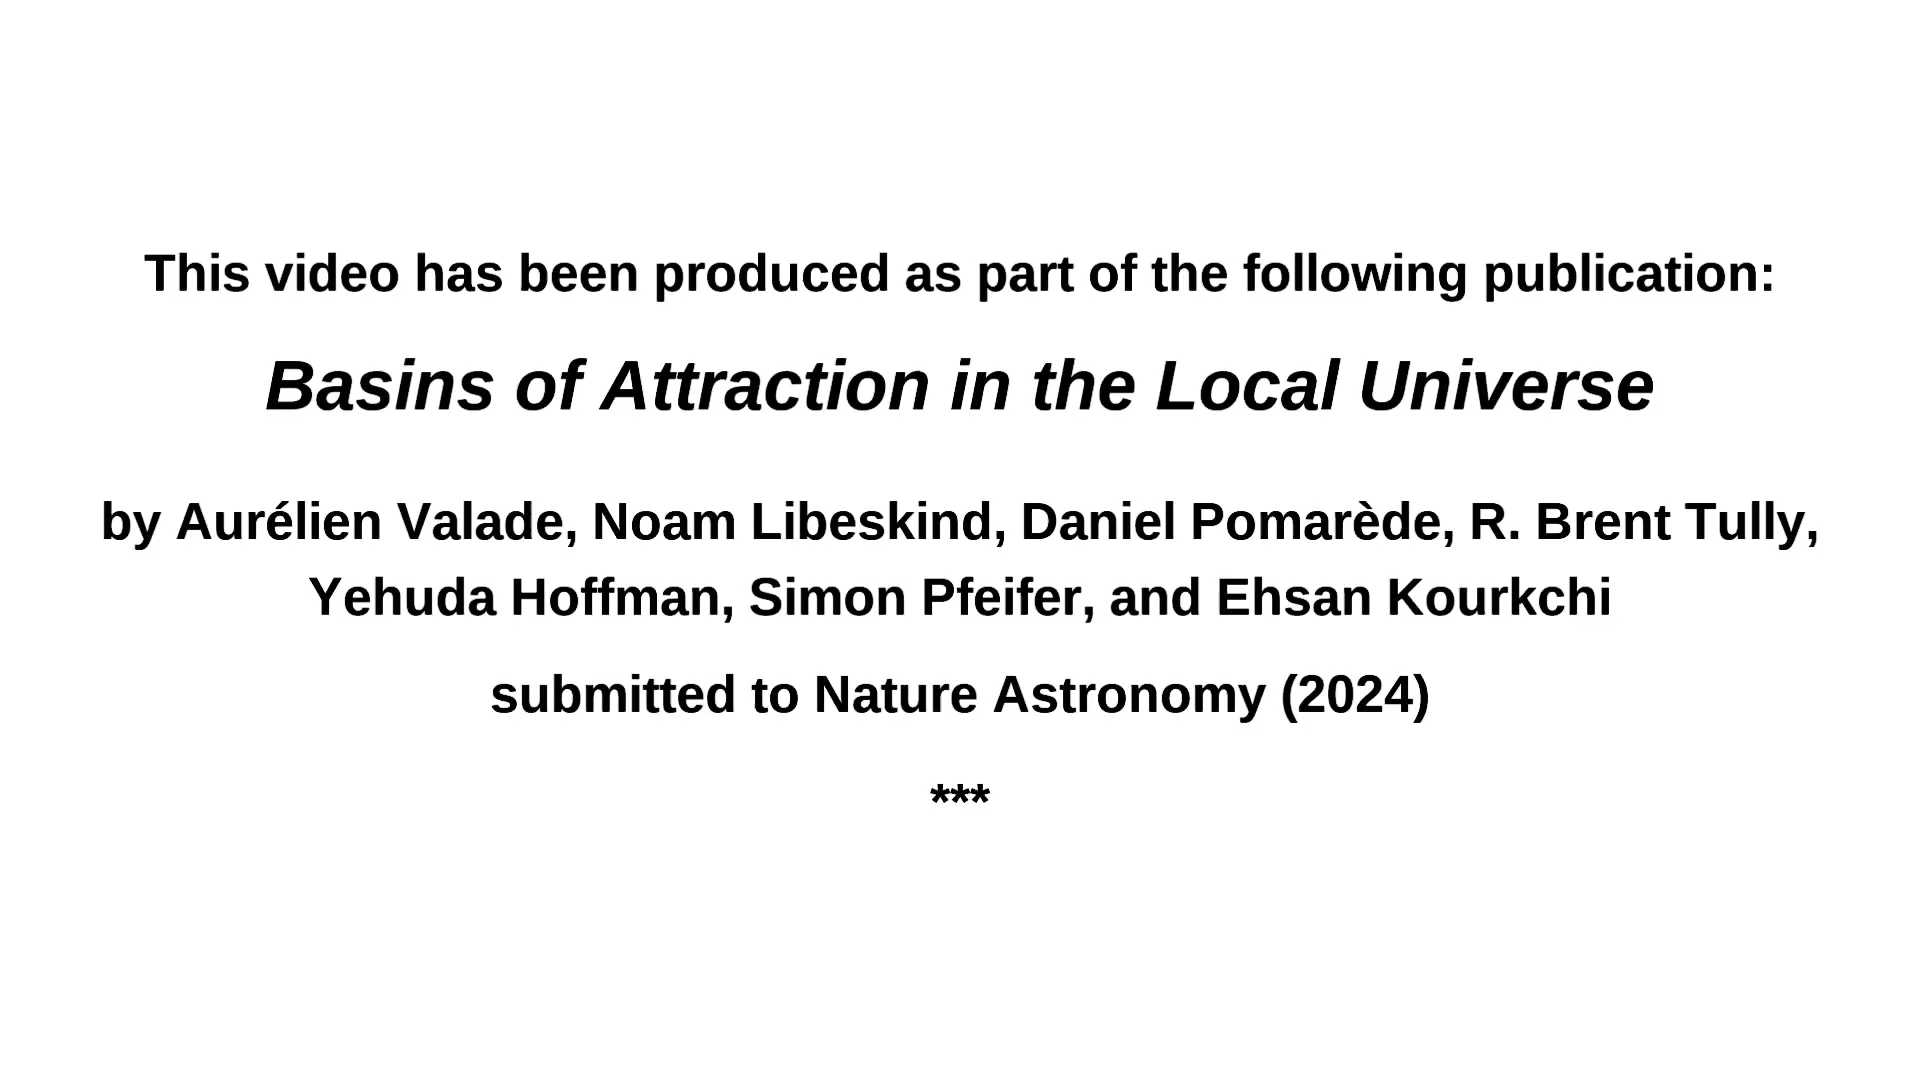 This video has been produced as part of the following publication:
Basins of Attraction in the Local Universe
by Aurélien Valade, Noam Libeskind, Daniel Pomarède, R. Brent Tully,
Yehuda Hoffman, Simon Pfeifer, and Ehsan Kourkchi
submitted to Nature Astronomy (2024)
***